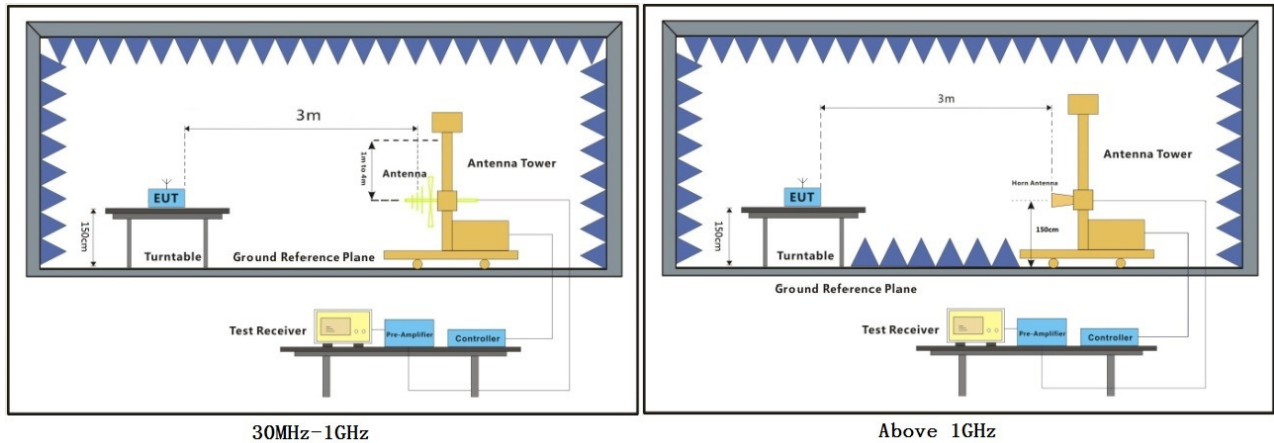 3m
1m to 4m
Antenna Tower
Antenna
EUT
150cm
Turntable
Ground Reference Plane
Test Receiver
Pre-Amplifier
Controller
30MHz-1GHz
3m
Antenna Tower
Horn Antenna
EUT
150cm
150cm
Turntable
Ground Reference Plane
Test Receiver
Pre-Amplifier
Controller
Above 1GHz